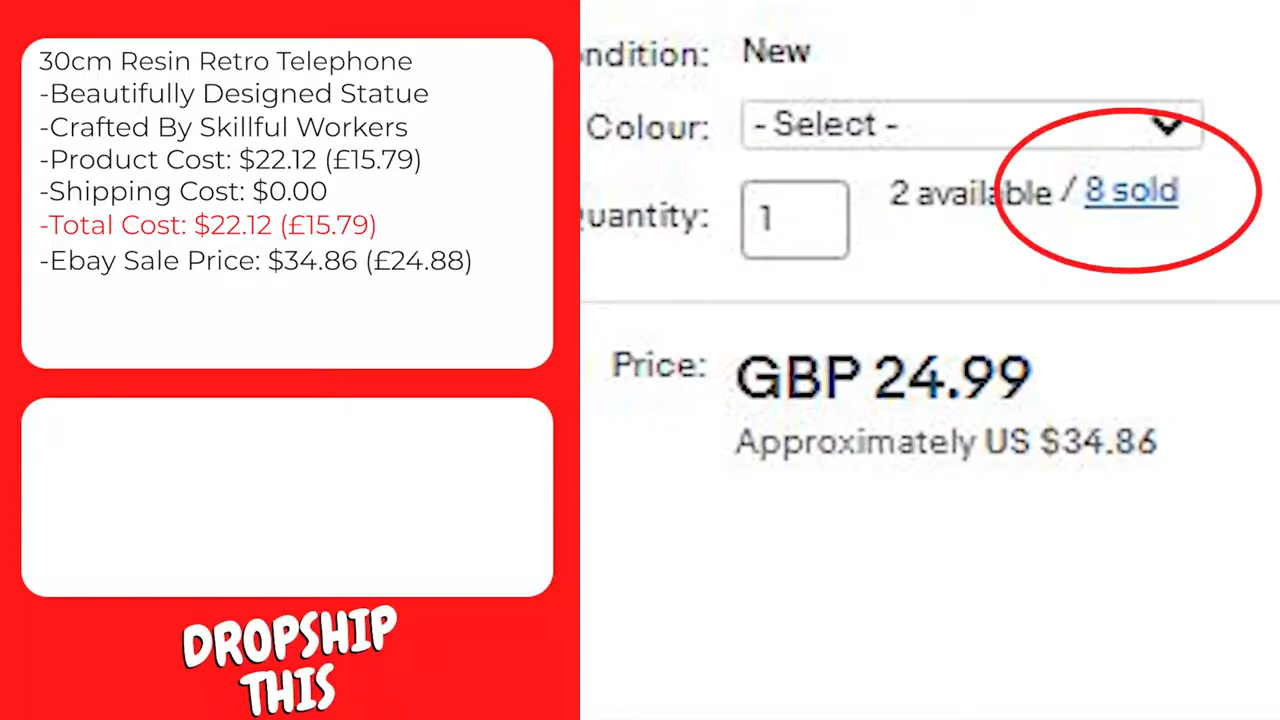 30cm Resin Retro Telephone
-Beautifully Designed Statue
-Crafted By Skillful Workers
-Product Cost: $22.12 (£15.79)
-Shipping Cost: $0.00
-Total Cost: $22.12 (£15.79)
-Ebay Sale Price: $34.86 (£24.88)
DROPSHIP
THIS
ndition: New
Colour: - Select -
2 available / 8 sold
uantity: 1
Price: GBP 24.99
Approximately US $34.86